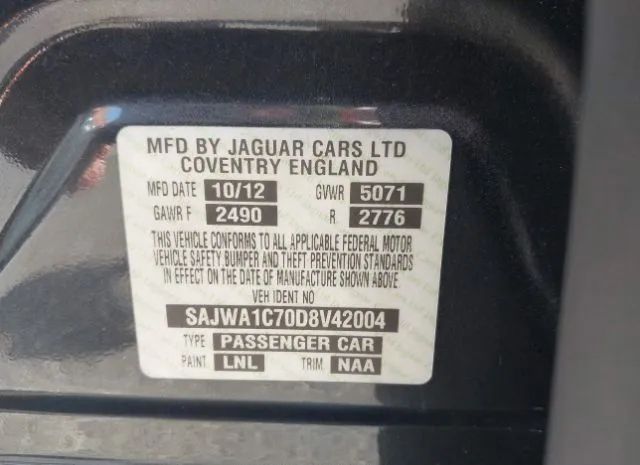 MFD BY JAGUAR CARS LTD
COVENTRY ENGLAND
MFD DATE 10/12 GVWR 5071
GAWR F 2490 R 2776
THIS VEHICLE CONFORMS TO ALL APPLICABLE FEDERAL MOTOR
VEHICLE SAFETY BUMPER AND THEFT PREVENTION STANDARDS
IN EFFECT ON THE DATE OF MANUFACTURE SHOWN ABOVE.
VEH IDENT NO
SAJWA1C70D8V42004
TYPE PASSENGER CAR
PAINT LNL TRIM NAA